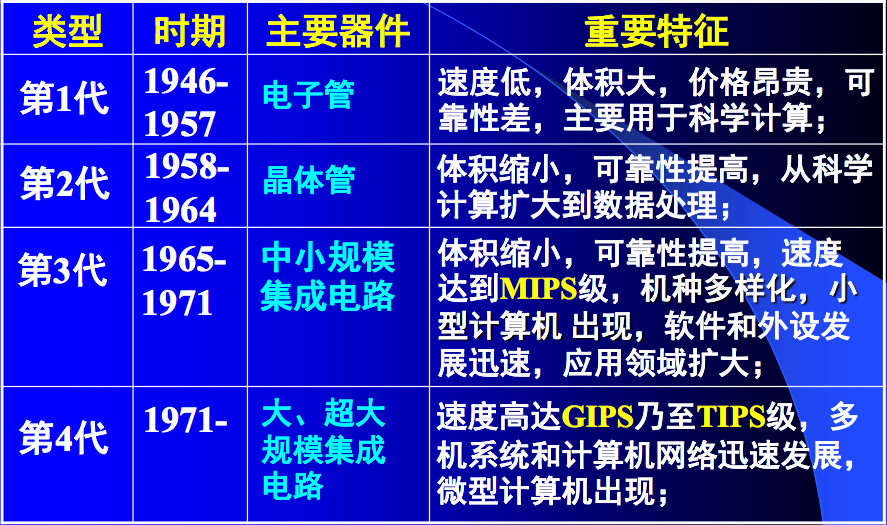 类型 时期 主要器件 重要特征
第1代
1946-
1957
电子管
速度低，体积大，价格昂贵，可
靠性差，主要用于科学计算；
第2代
1958-
1964
晶体管
体积缩小，可靠性提高，从科学
计算扩大到数据处理；
第3代
1965-
1971
中小规模
集成电路
体积缩小，可靠性提高，速度
达到MIPS级，机种多样化，小
型计算机 出现，软件和外设发
展迅速，应用领域扩大；
第4代
1971-
大、超大
规模集成
电路
速度高达GIPS乃至TIPS级，多
机系统和计算机网络迅速发展，
微型计算机出现；